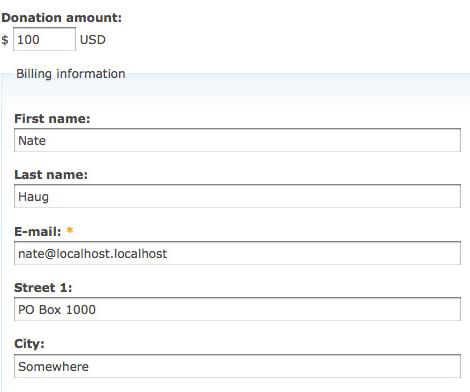 Donation amount:
$ 100 USD
Billing information
First name:
Nate
Last name:
Haug
E-mail: *
nate@localhost.localhost
Street 1:
PO Box 1000
City:
Somewhere